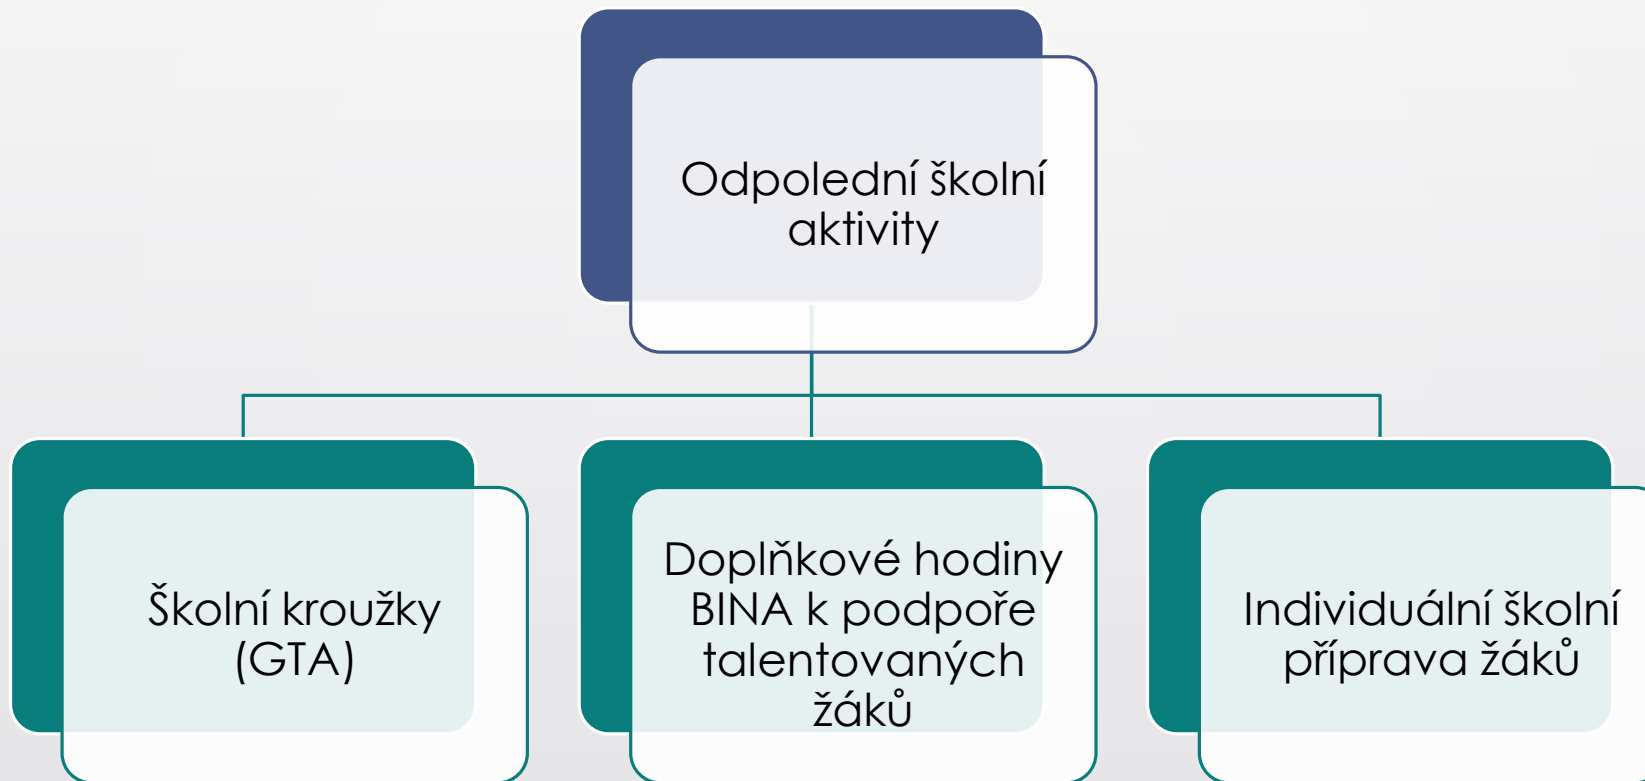 Odpolední školní
aktivity
Školní kroužky
(GTA)
Doplňkové hodiny
BINA k podpoře
talentovaných
žáků
Individuální školní
příprava žáků